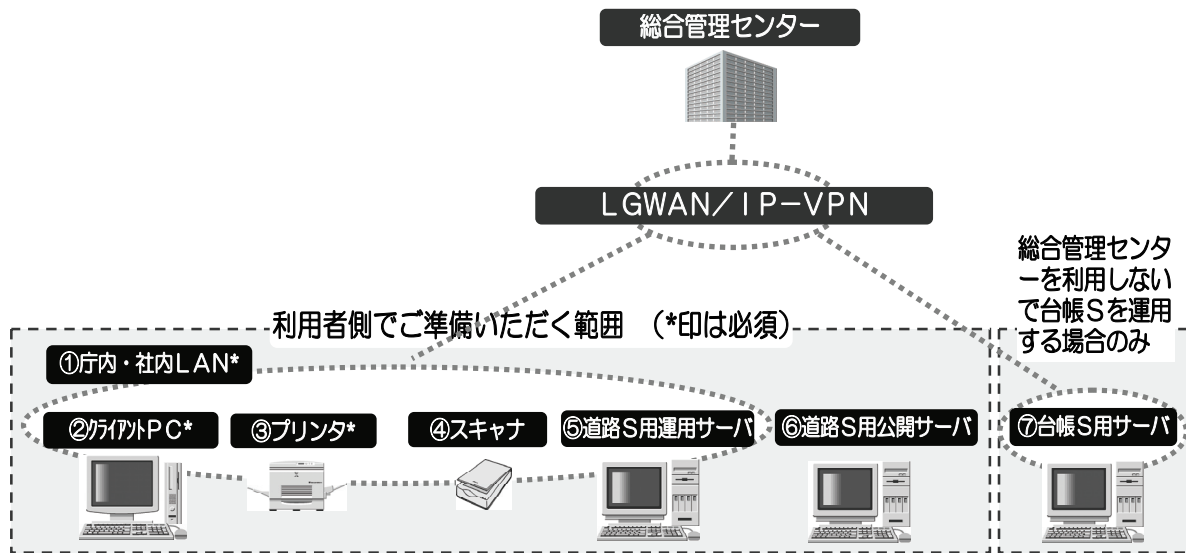 総合管理センター
LGWAN/IP-VPN
総合管理センタ
ーを利用しない
で台帳Sを運用
する場合のみ
利用者側でご準備いただく範囲 (*印は必須)
①庁内・社内LAN*
②クライアントPC*
③プリンタ*
④スキャナ
⑤道路S用運用サーバ
⑥道路S用公開サーバ
⑦台帳S用サーバ